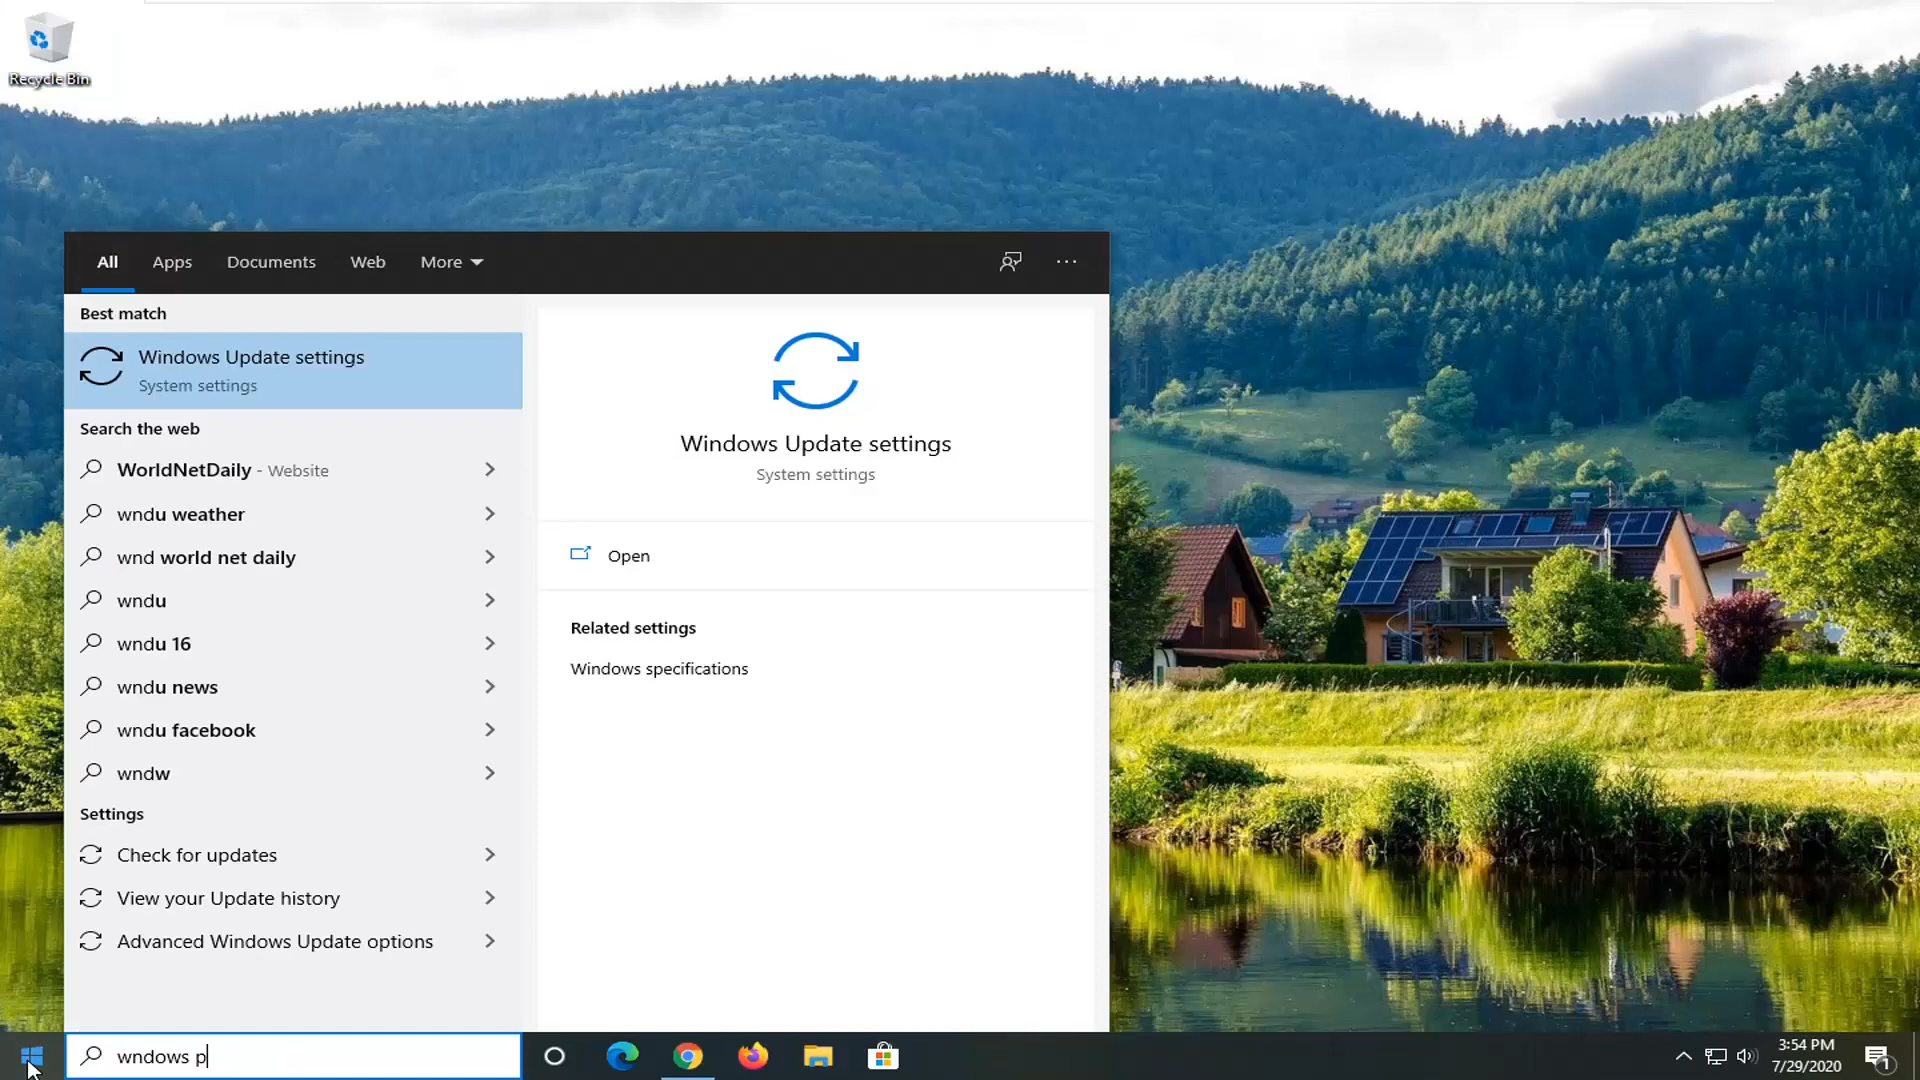 Recycle Bin
All Apps Documents Web More
Best match
Windows Update settings
System settings
Search the web
WorldNetDaily - Website
wndu weather
wnd world net daily
wndu
wndu 16
wndu news
wndu facebook
wndw
Settings
Check for updates
View your Update history
Advanced Windows Update options
Windows Update settings
System settings
Open
Related settings
Windows specifications
wndows p
3:54 PM
7/29/2020
1